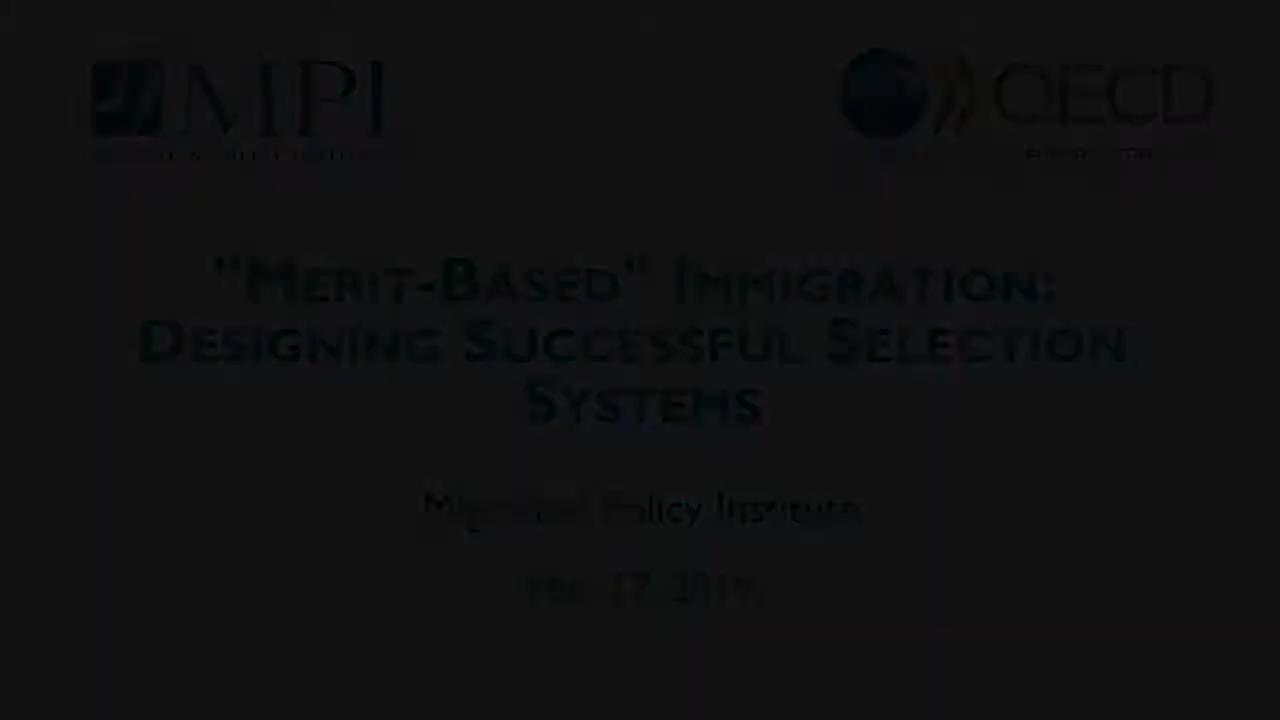 MPI
OECD
"MERIT-BASED" IMMIGRATION:
DESIGNING SUCCESSFUL SELECTION
SYSTEMS
Migration Policy Institute